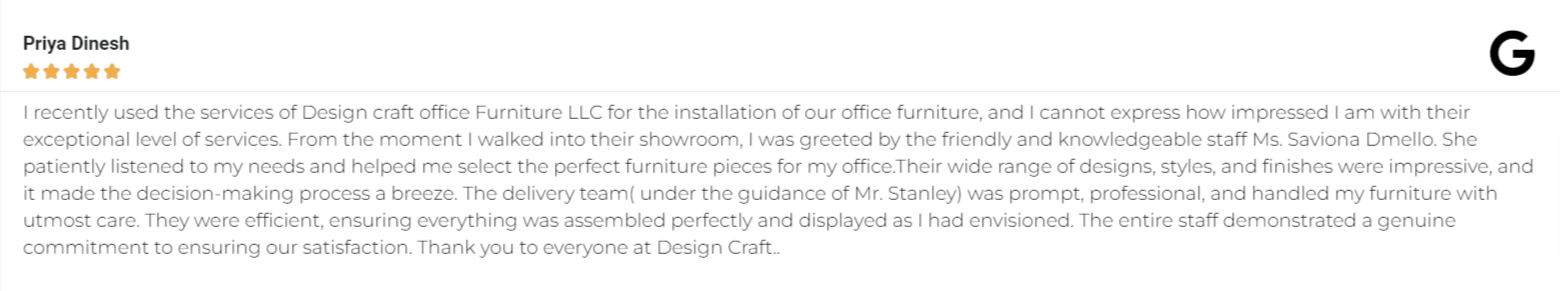 Priya Dinesh
G
I recently used the services of Design craft office Furniture LLC for the installation of our office furniture, and I cannot express how impressed I am with their
exceptional level of services. From the moment I walked into their showroom, I was greeted by the friendly and knowledgeable staff Ms. Saviona Dmello. She
patiently listened to my needs and helped me select the perfect furniture pieces for my office.Their wide range of designs, styles, and finishes were impressive, and
it made the decision-making process a breeze. The delivery team( under the guidance of Mr. Stanley) was prompt, professional, and handled my furniture with
utmost care. They were efficient, ensuring everything was assembled perfectly and displayed as I had envisioned. The entire staff demonstrated a genuine
commitment to ensuring our satisfaction. Thank you to everyone at Design Craft..